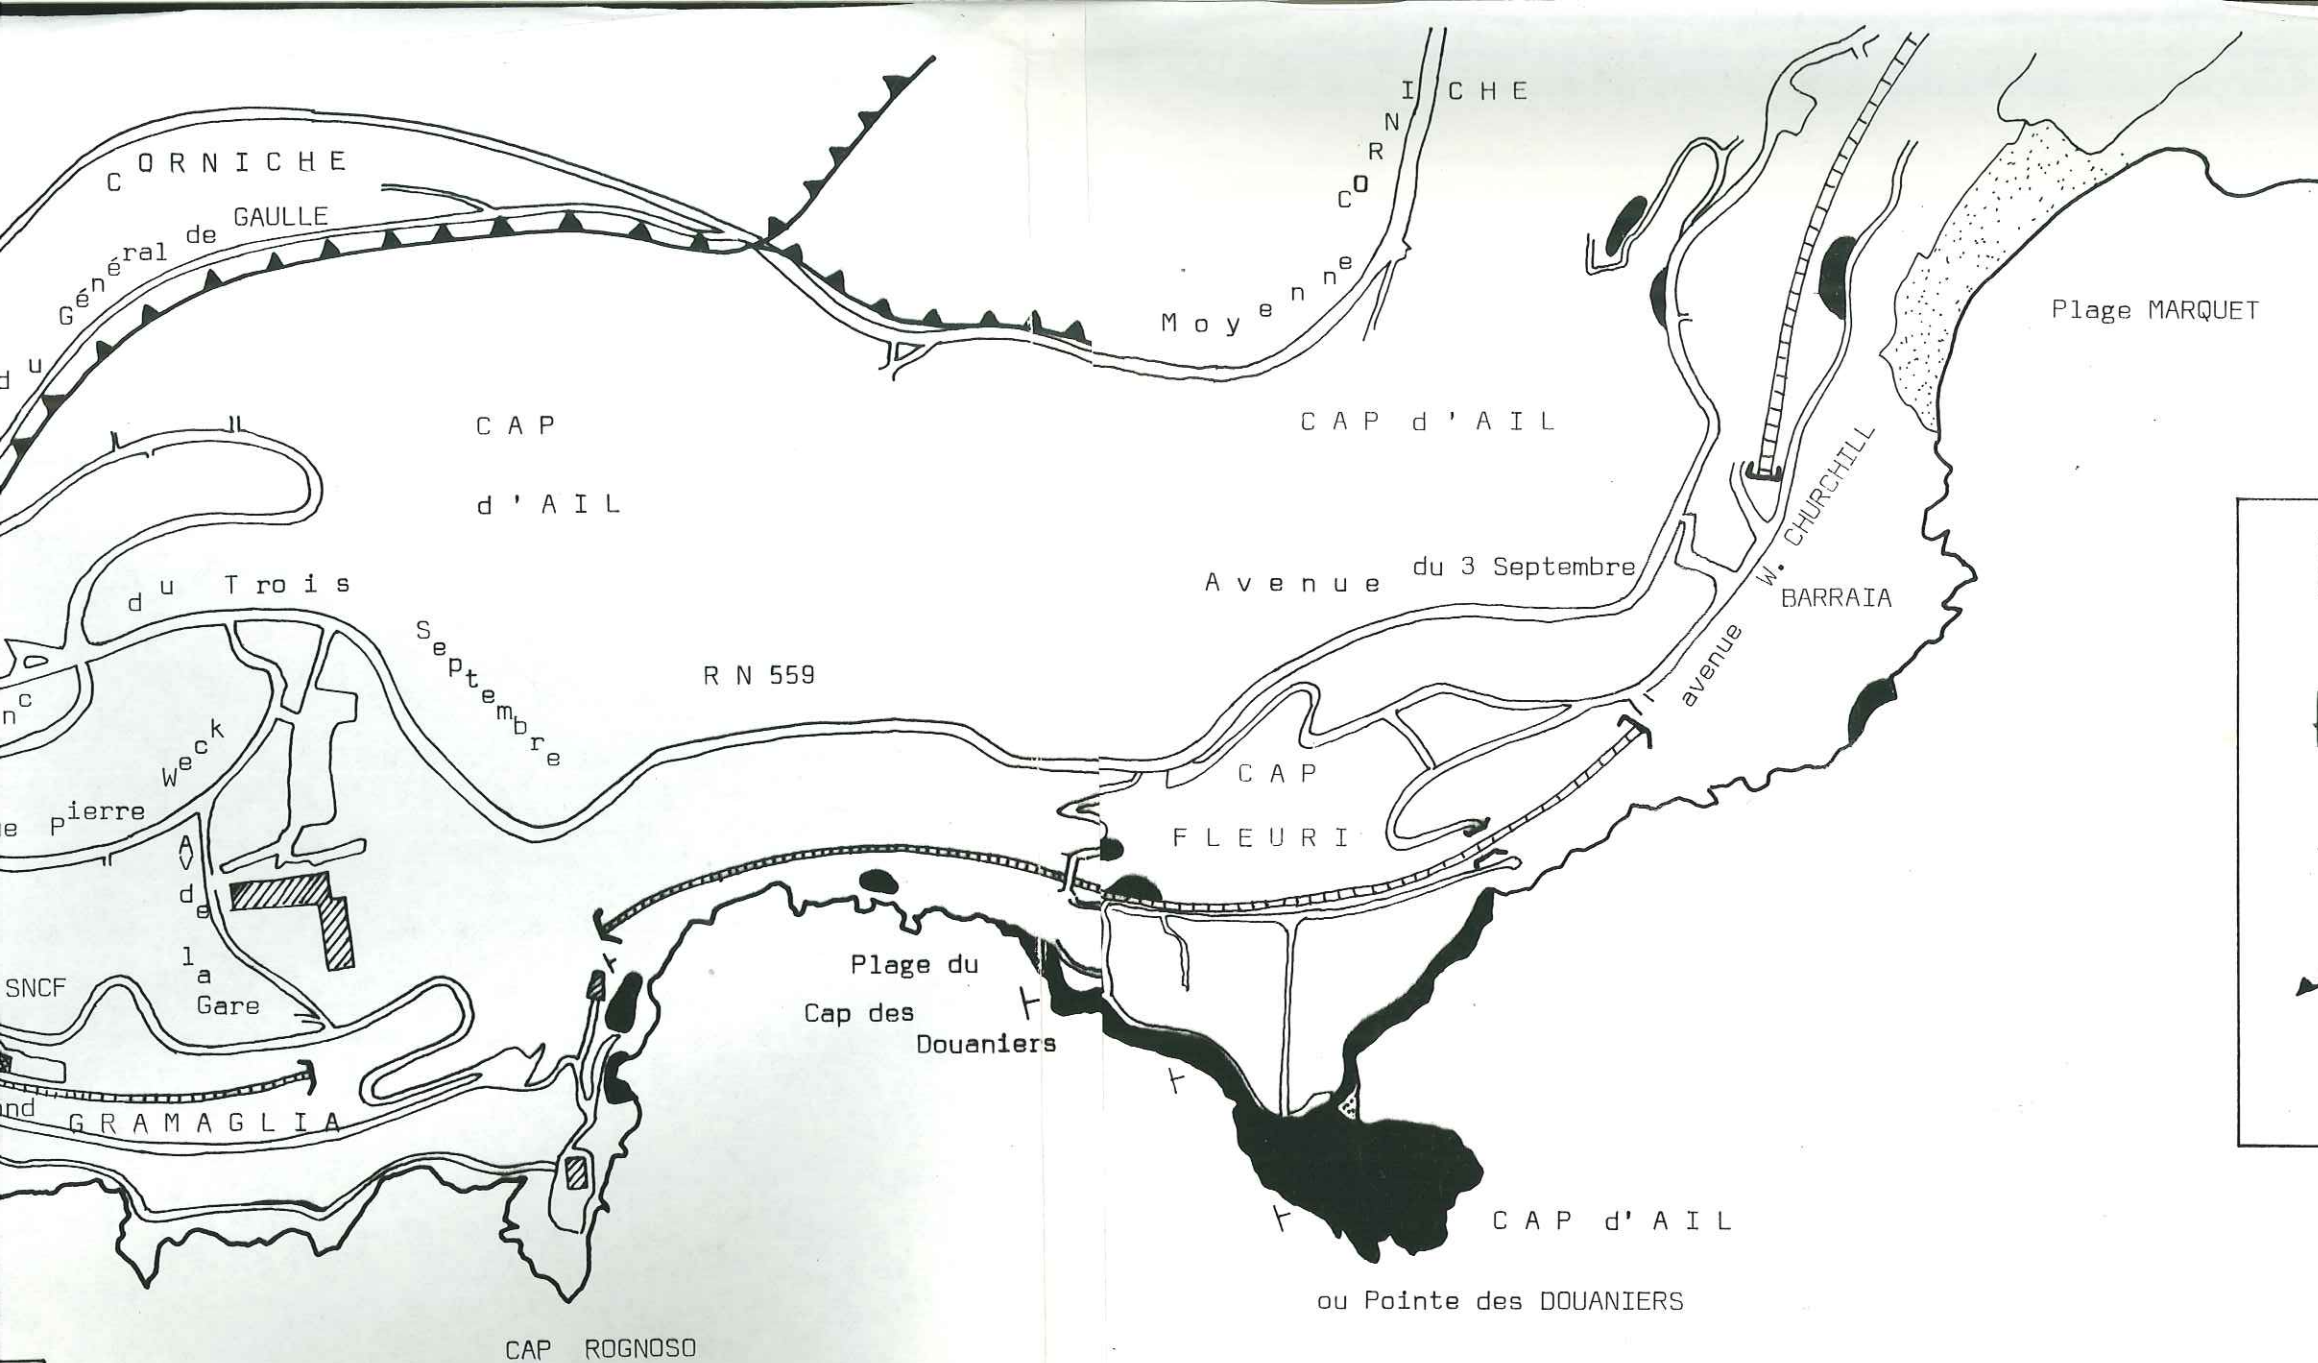 CORNICHE
Moyenne CORNICHE
du Général de GAULLE
Plage MARQUET
CAP
d'AIL
CAP d'AIL
du Trois Septembre
Avenue du 3 Septembre
avenue W. CHURCHILL
BARRAIA
RN 559
Weck
Pierre
CAP
FLEURI
AV de la Gare
SNCF
Plage du
Cap des
Douaniers
GRAMAGLIA
CAP d'AIL
ou Pointe des DOUANIERS
CAP ROGNOSO